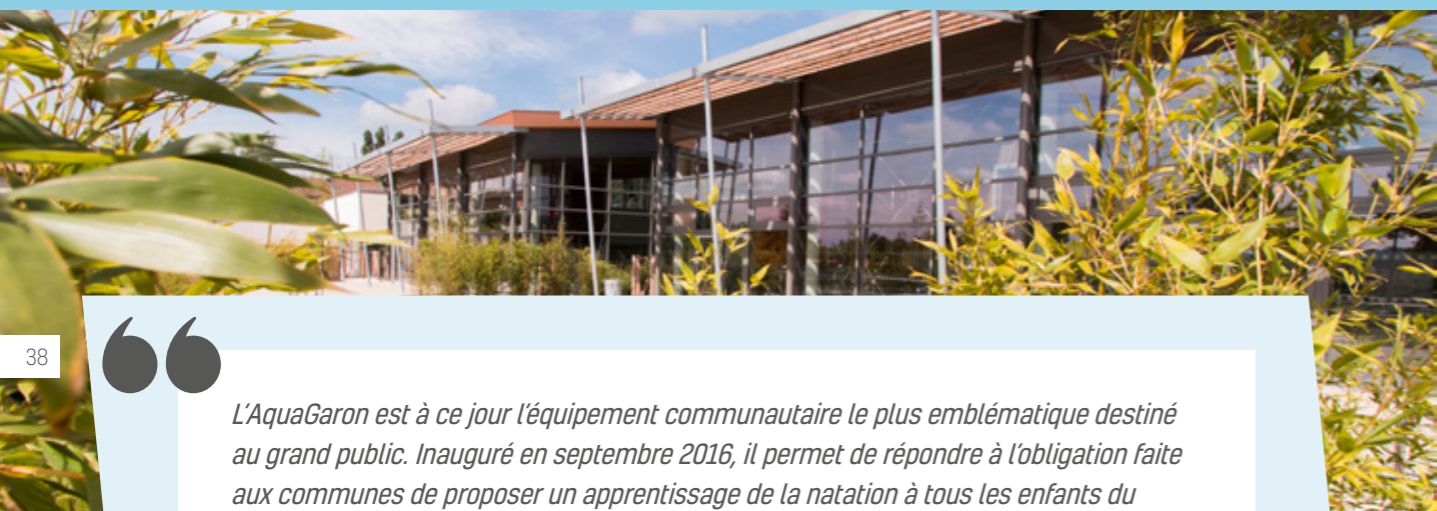 38
“
L’AquaGaron est à ce jour l’équipement communautaire le plus emblématique destiné
au grand public. Inauguré en septembre 2016, il permet de répondre à l’obligation faite
aux communes de proposer un apprentissage de la natation à tous les enfants du